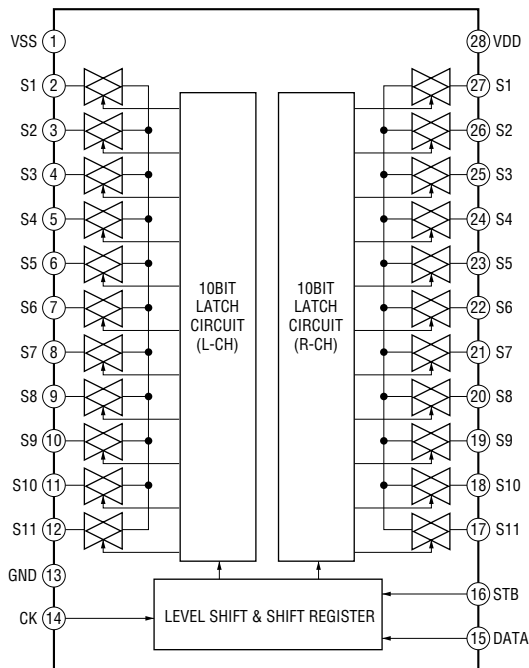 VSS 1
28 VDD
S1 2
27 S1
S2 3
26 S2
S3 4
25 S3
S4 5
24 S4
S5 6
23 S5
S6 7
22 S6
S7 8
21 S7
S8 9
20 S8
S9 10
19 S9
S10 11
18 S10
S11 12
17 S11
10BIT
LATCH
CIRCUIT
(L-CH)
10BIT
LATCH
CIRCUIT
(R-CH)
GND 13
CK 14
LEVEL SHIFT & SHIFT REGISTER
16 STB
15 DATA